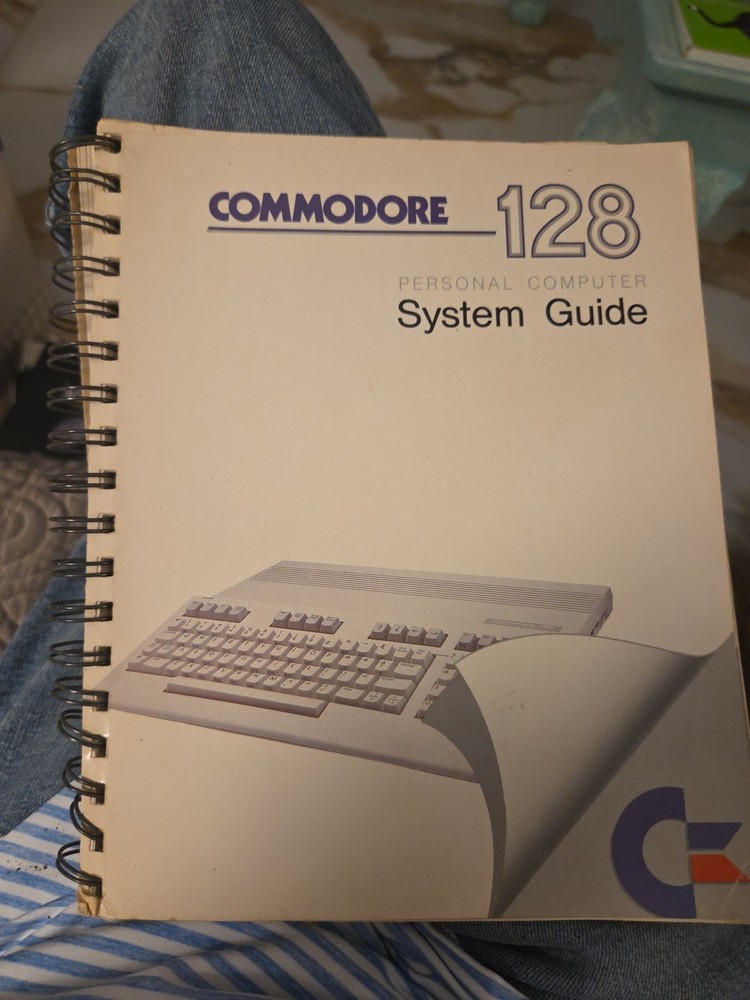 COMMODORE 128
PERSONAL COMPUTER
System Guide